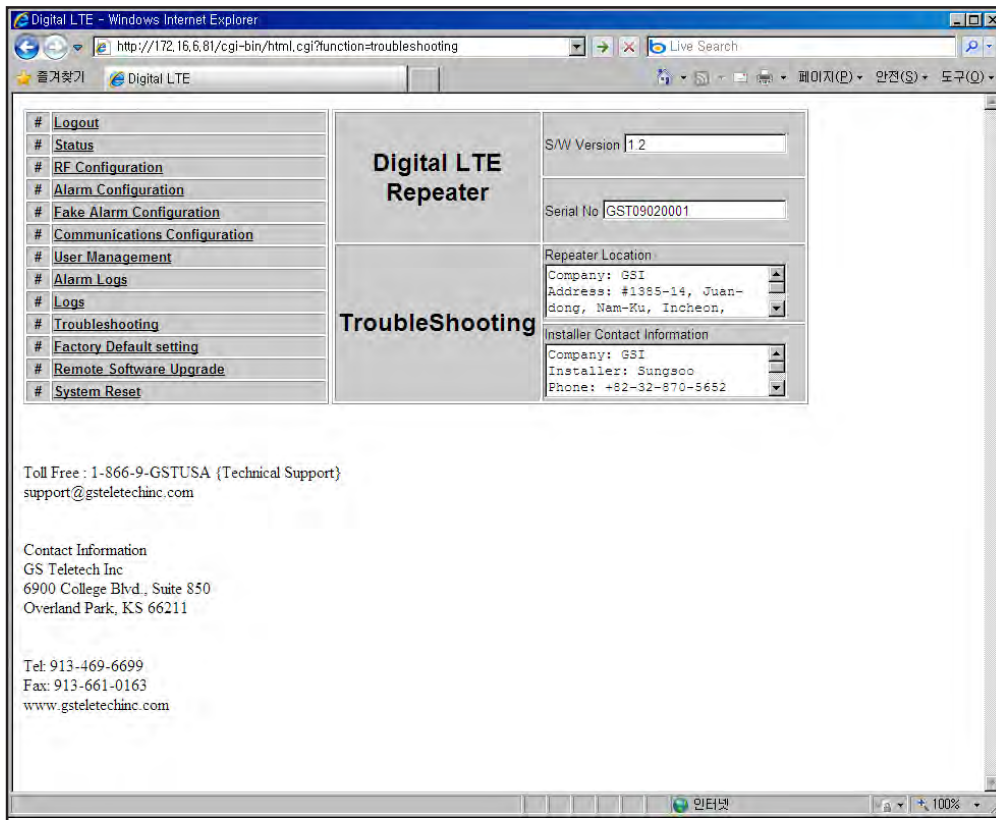 Digital LTE - Windows Internet Explorer
http://172.16.6.81/cgi-bin/html.cgi?function=troubleshooting
Live Search
즐겨찾기
Digital LTE
페이지(P)
안전(S)
도구(O)
# Logout
# Status
# RF Configuration
# Alarm Configuration
# Fake Alarm Configuration
# Communications Configuration
# User Management
# Alarm Logs
# Logs
# Troubleshooting
# Factory Default setting
# Remote Software Upgrade
# System Reset
Digital LTE
Repeater
S/W Version 1.2
Serial No GST09020001
TroubleShooting
Repeater Location
Company: GSI
Address: #1385-14, Juan-
dong, Nam-Ku, Incheon,
Installer Contact Information
Company: GSI
Installer: Sungsoo
Phone: +82-32-870-5652
Toll Free : 1-866-9-GSTUSA {Technical Support}
support@gsteletechinc.com
Contact Information
GS Teletech Inc
6900 College Blvd., Suite 850
Overland Park, KS 66211
Tel: 913-469-6699
Fax: 913-661-0163
www.gsteletechinc.com
인터넷
100%